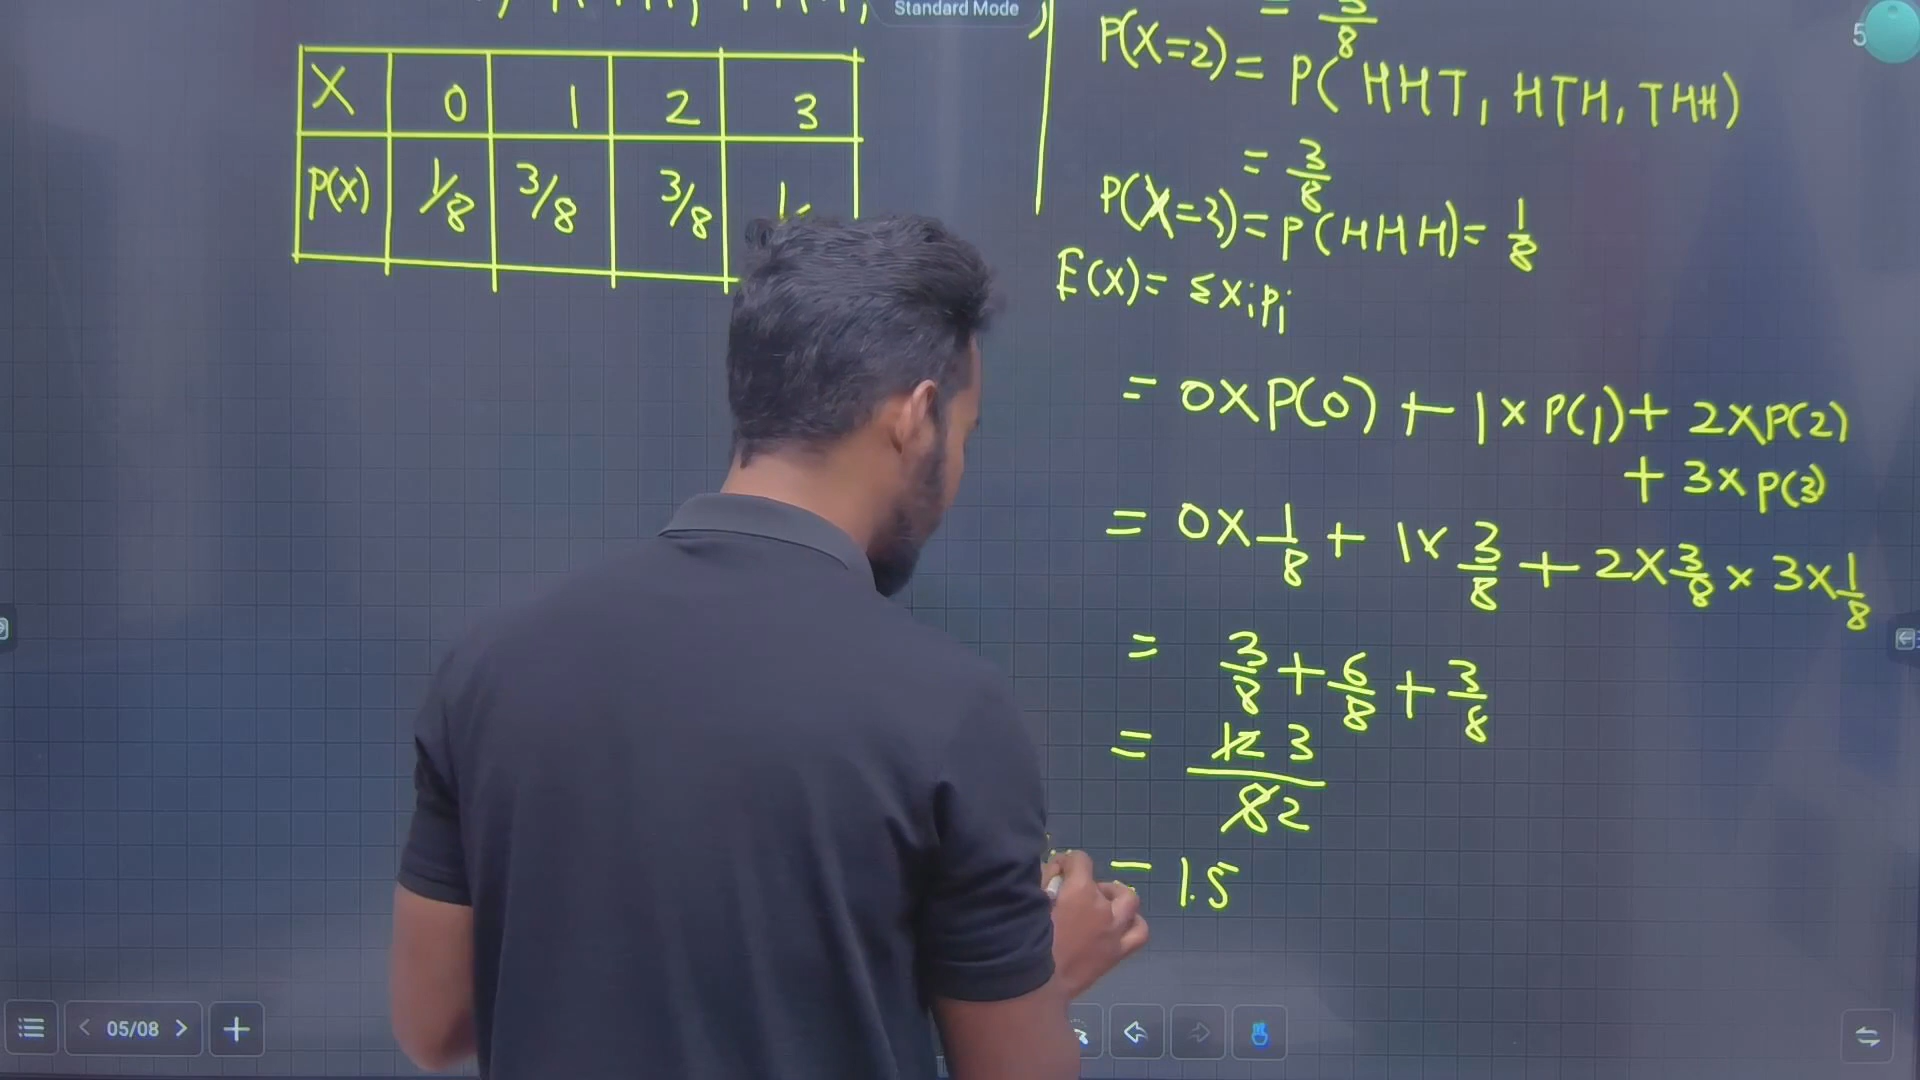 Standard Mode
5
X 0 1 2 3
P(x) 1/8 3/8 3/8
= 3/8
P(X=2) = P(HHT, HTH, THH)
= 3/8
P(X=3) = P(HHH) = 1/8
E(x) = Σxᵢpᵢ
= 0×P(0) + 1×P(1) + 2×P(2)
+ 3×P(3)
= 0×1/8 + 1×3/8 + 2×3/8 × 3×1/8
= 3/8 + 6/8 + 3/8
= 12 3 / 8 2
= 1.5
05/08